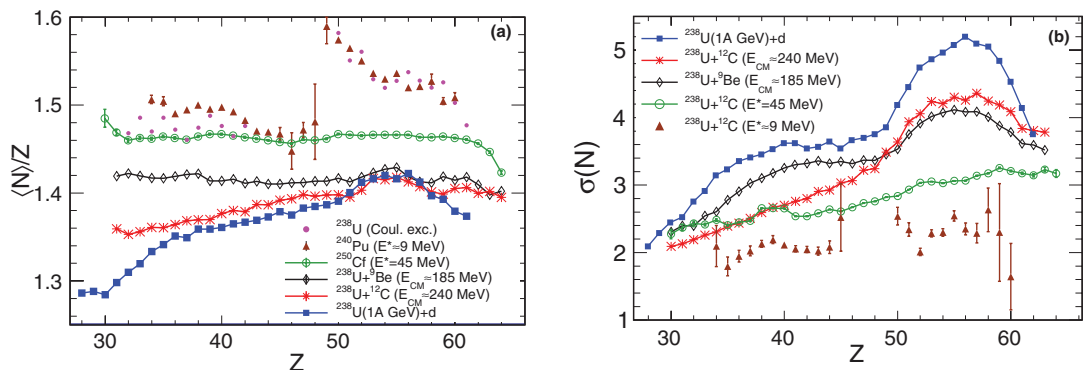 (a)
⟨N⟩/Z
1.6
1.5
1.4
1.3
²³⁸U (Coul. exc.)
²⁴⁰Pu (E*≈9 MeV)
²⁵⁰Cf (E*=45 MeV)
²³⁸U+⁹Be (E_CM≈185 MeV)
²³⁸U+¹²C (E_CM≈240 MeV)
²³⁸U(1A GeV)+d
30 40 50 60
Z
(b)
σ(N)
5
4
3
2
1
²³⁸U(1A GeV)+d
²³⁸U+¹²C (E_CM≈240 MeV)
²³⁸U+⁹Be (E_CM≈185 MeV)
²³⁸U+¹²C (E*=45 MeV)
²³⁸U+¹²C (E*≈9 MeV)
30 40 50 60
Z